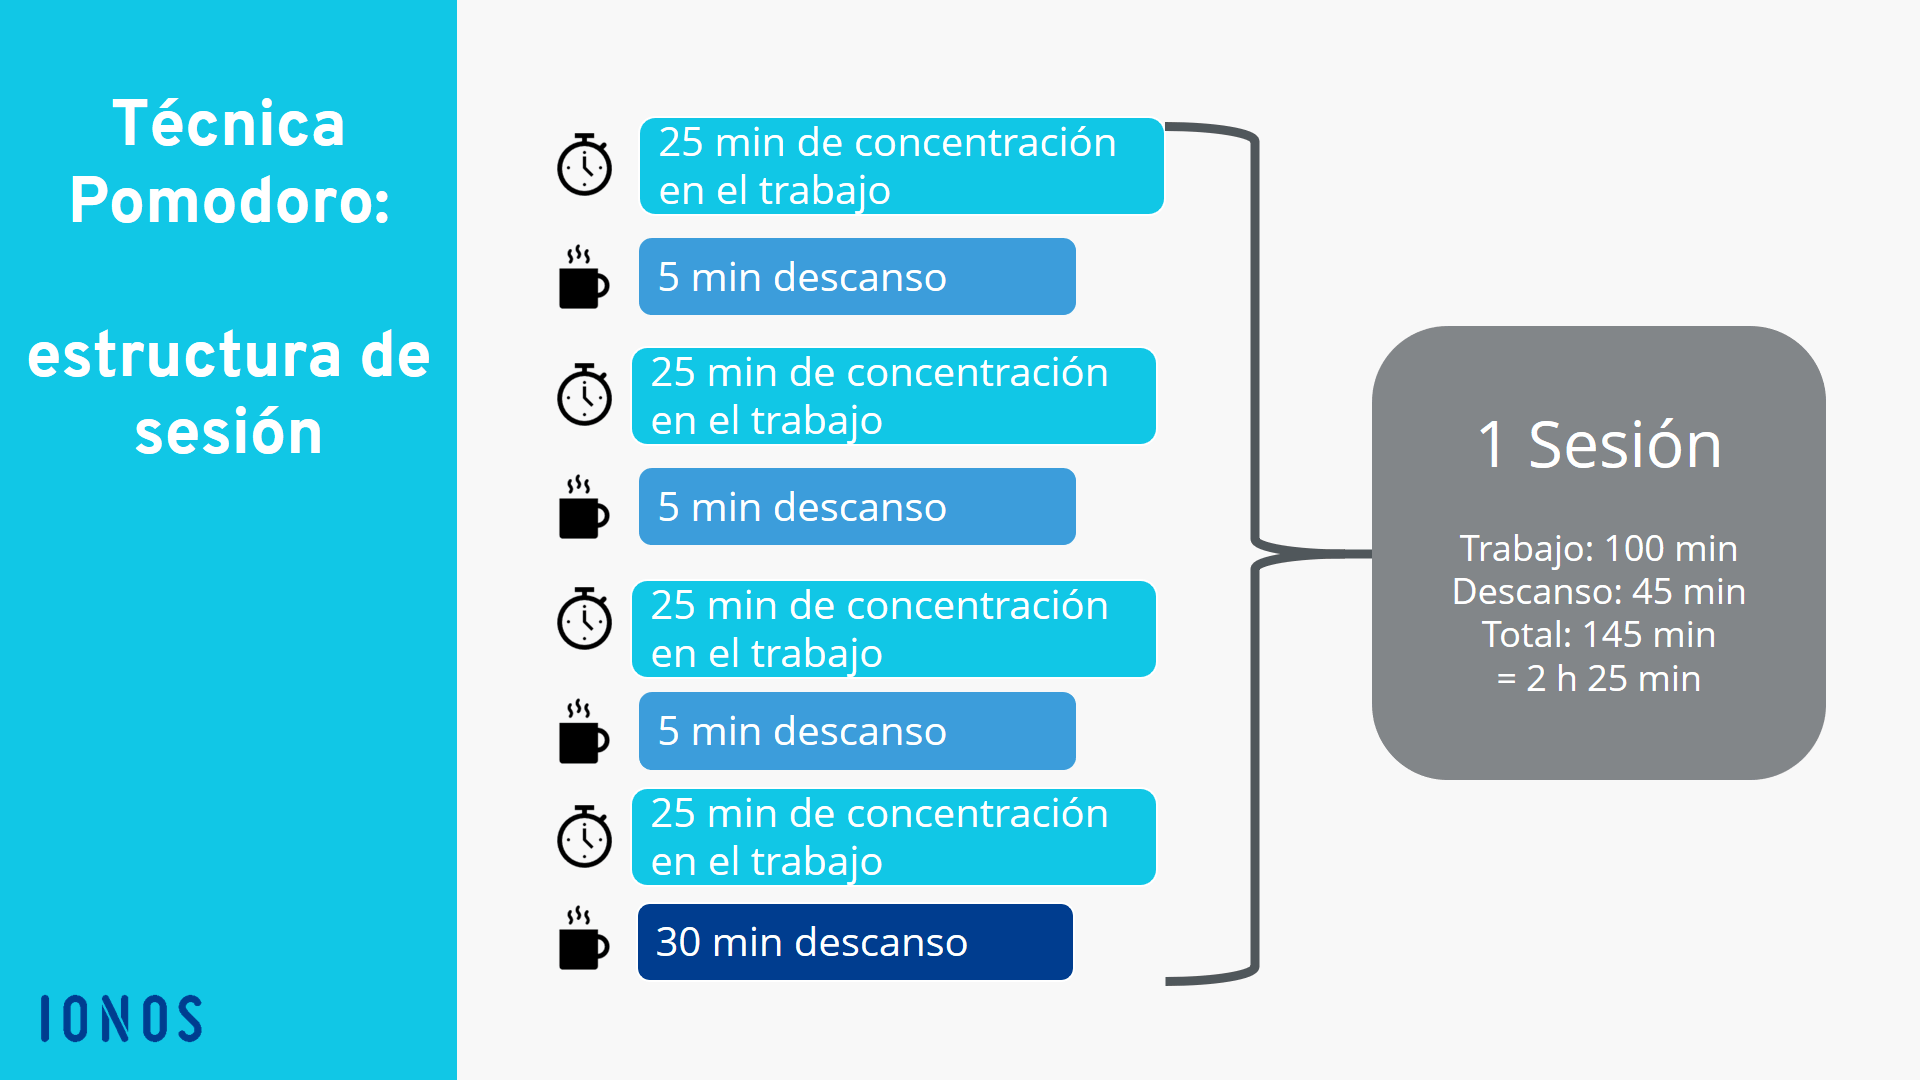 Técnica
Pomodoro:
estructura de
sesión
25 min de concentración
en el trabajo
5 min descanso
25 min de concentración
en el trabajo
5 min descanso
25 min de concentración
en el trabajo
5 min descanso
25 min de concentración
en el trabajo
30 min descanso
1 Sesión
Trabajo: 100 min
Descanso: 45 min
Total: 145 min
= 2 h 25 min
IONOS